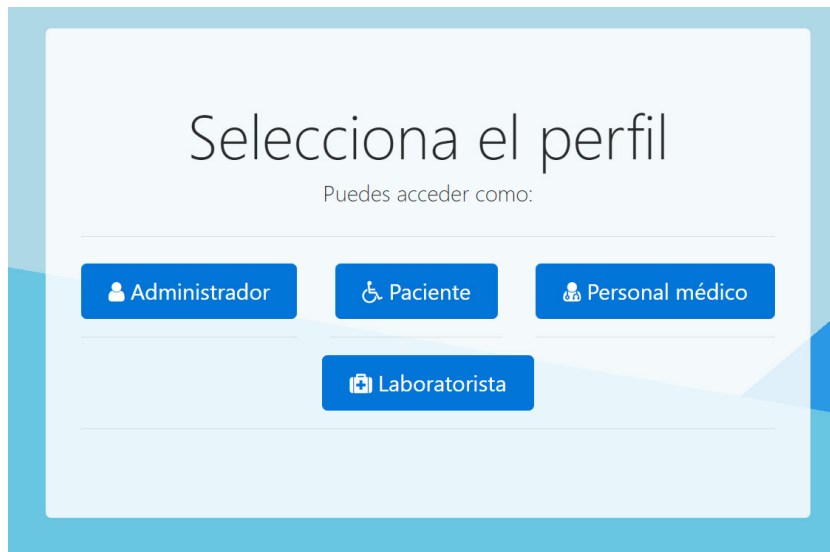 Selecciona el perfil
Puedes acceder como:
Administrador
Paciente
Personal médico
Laboratorista